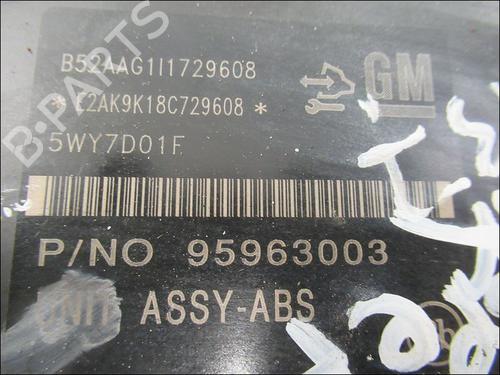 B52AAG1I1729608
*E2AK9K18C729608*
GM
5WY7D01F
P/NO 95963003
UNIT ASSY-ABS
B-PARTS